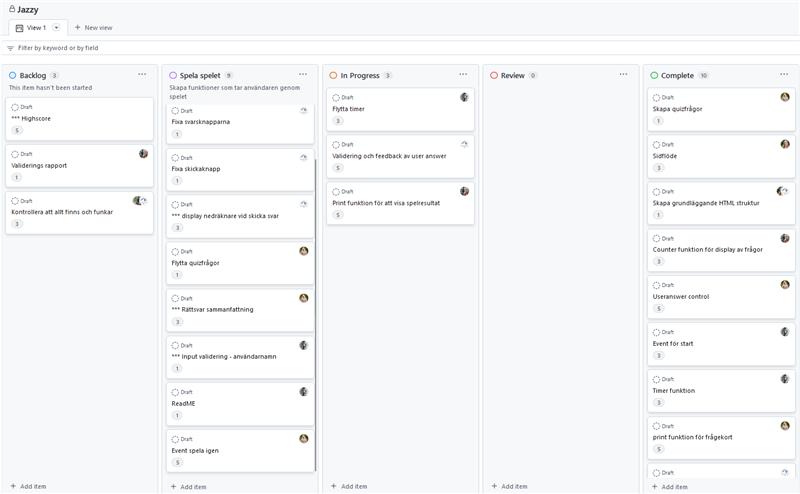 Jazzy
View 1
+ New view
Filter by keyword or by field
Backlog 3 ...
This item hasn't been started
Draft
*** Highscore
5
Draft
Validerings rapport
1
Draft
Kontrollera att allt finns och funkar
3
+ Add item
Spela spelet 9 ...
Skapa funktioner som tar användaren genom
spelet
Draft
Fixa svarsknapparna
1
Draft
Fixa skickaknapp
1
Draft
*** display nedräknare vid skicka svar
3
Draft
Flytta quizfrågor
1
Draft
*** Rättsvar sammanfattning
3
Draft
*** Input validering - användarnamn
1
Draft
ReadME
1
Draft
Event spela igen
5
+ Add item
In Progress 3 ...
Draft
Flytta timer
3
Draft
Validering och feedback av user answer
5
Draft
Print funktion för att visa spelresultat
5
+ Add item
Review 0 ...
+ Add item
Complete 10 ...
Draft
Skapa quizfrågor
1
Draft
Sidflöde
3
Draft
Skapa grundläggande HTML struktur
1
Draft
Counter funktion för display av frågor
3
Draft
Useranswer control
5
Draft
Event för start
3
Draft
Timer funktion
3
Draft
print funktion för frågekort
5
Draft
+ Add item